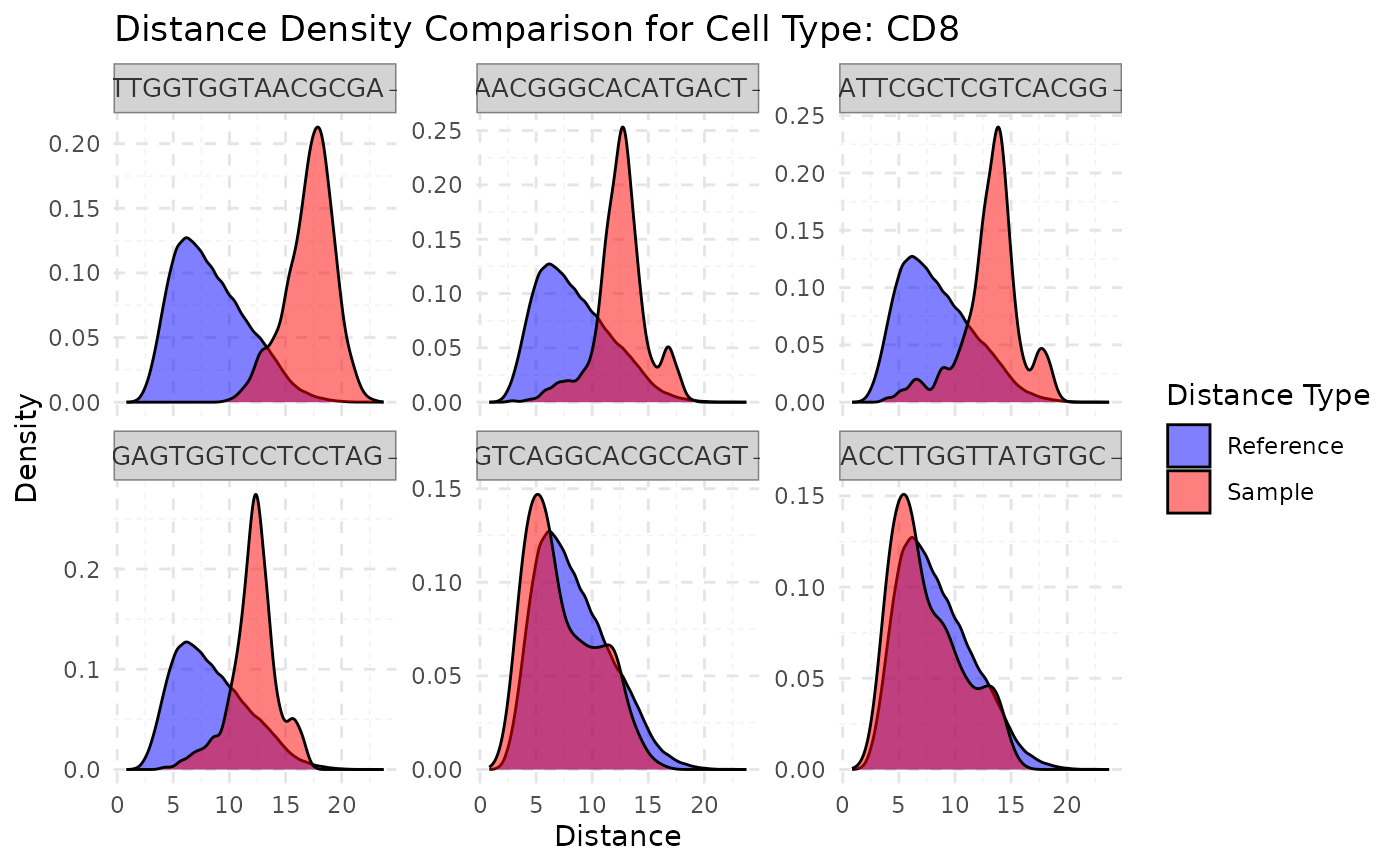 Distance Density Comparison for Cell Type: CD8
TTGGTGGTAACGCGA-
AACGGGCACATGACT-
ATTCGCTCGTCACGG-
0.20
0.15
0.10
0.05
0.00
0.25
0.20
0.15
0.10
0.05
0.00
0.25
0.20
0.15
0.10
0.05
0.00
GAGTGGTCCTCCTAG-
GTCAGGCACGCCAGT-
ACCTTGGTTATGTGC-
0.2
0.1
0.0
0.15
0.10
0.05
0.00
0.15
0.10
0.05
0.00
0 5 10 15 20
0 5 10 15 20
0 5 10 15 20
Distance
Density
Distance Type
Reference
Sample